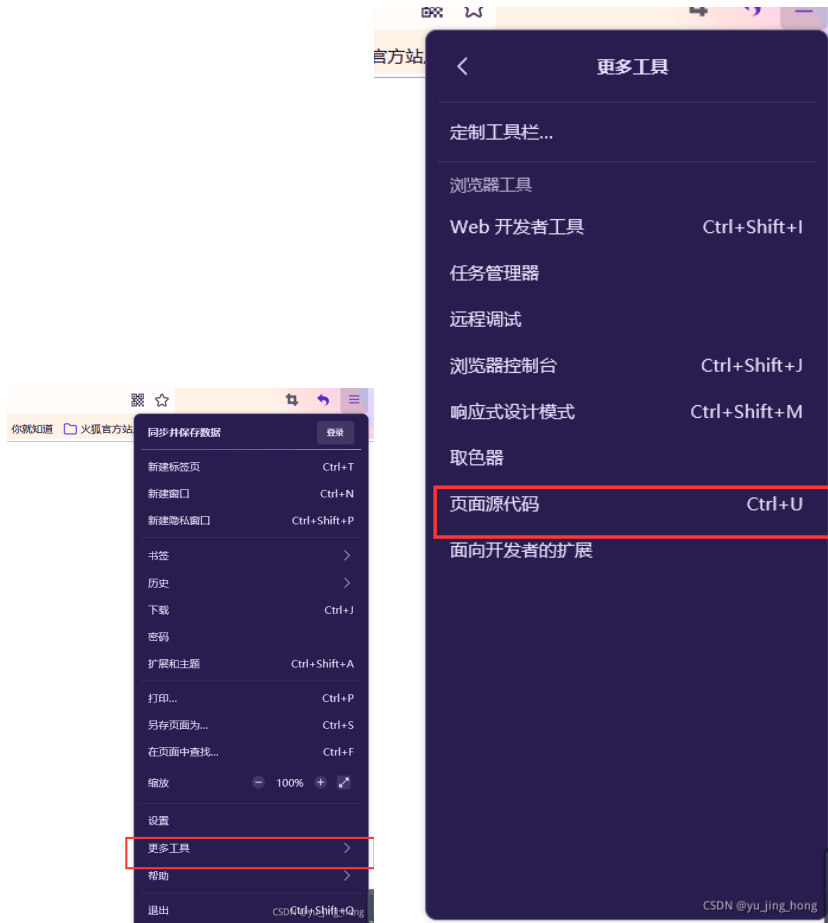 你就知道 火狐官方站
同步并保存数据 登录
新建标签页 Ctrl+T
新建窗口 Ctrl+N
新建隐私窗口 Ctrl+Shift+P
书签
历史
下载 Ctrl+J
密码
扩展和主题 Ctrl+Shift+A
打印... Ctrl+P
另存页面为... Ctrl+S
在页面中查找... Ctrl+F
缩放 100%
设置
更多工具
帮助
退出 Ctrl+Shift+Q
CSDN @yu_jing_hong
官方站
更多工具
定制工具栏...
浏览器工具
Web 开发者工具 Ctrl+Shift+I
任务管理器
远程调试
浏览器控制台 Ctrl+Shift+J
响应式设计模式 Ctrl+Shift+M
取色器
页面源代码 Ctrl+U
面向开发者的扩展
CSDN @yu_jing_hong